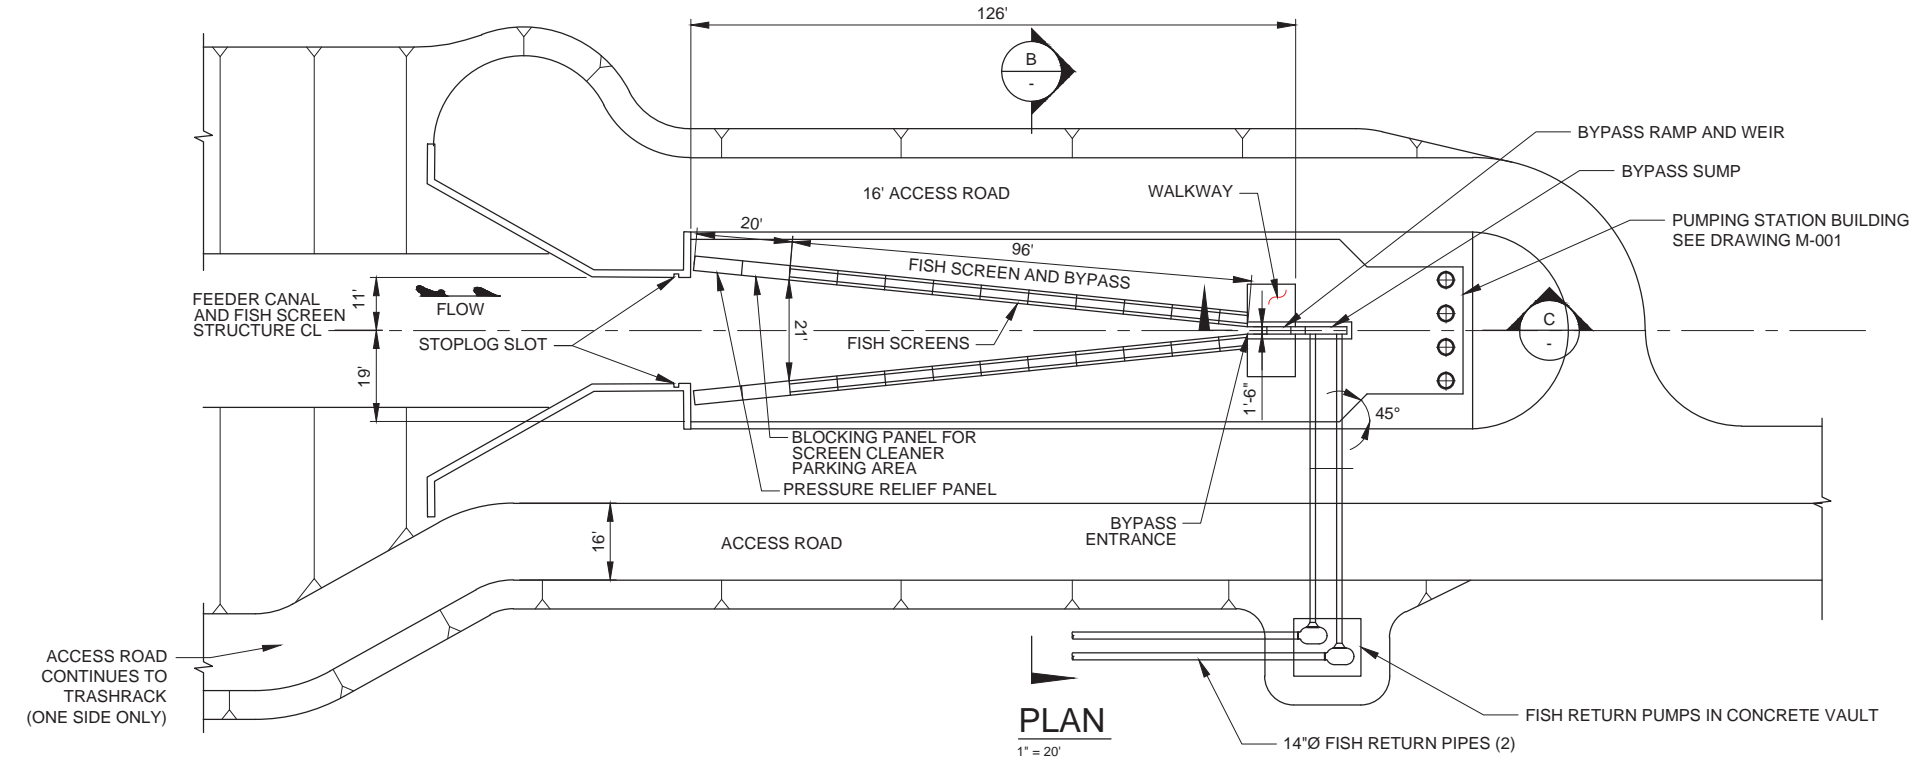 126'
B
-
BYPASS RAMP AND WEIR
BYPASS SUMP
16' ACCESS ROAD
WALKWAY
PUMPING STATION BUILDING
SEE DRAWING M-001
20'
96'
FISH SCREEN AND BYPASS
FEEDER CANAL
AND FISH SCREEN
STRUCTURE CL
11'
FLOW
STOPLOG SLOT
21'
FISH SCREENS
C
-
19'
1'-6"
45°
BLOCKING PANEL FOR
SCREEN CLEANER
PARKING AREA
PRESSURE RELIEF PANEL
BYPASS
ENTRANCE
16'
ACCESS ROAD
ACCESS ROAD
CONTINUES TO
TRASHRACK
(ONE SIDE ONLY)
PLAN
1" = 20'
FISH RETURN PUMPS IN CONCRETE VAULT
14"Ø FISH RETURN PIPES (2)